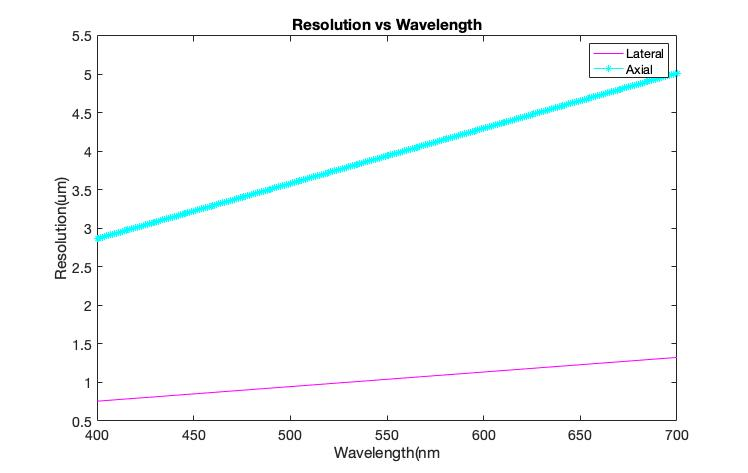 Resolution vs Wavelength
5.5
5
4.5
4
3.5
3
2.5
2
1.5
1
0.5
Resolution(um)
Lateral
Axial
400 450 500 550 600 650 700
Wavelength(nm